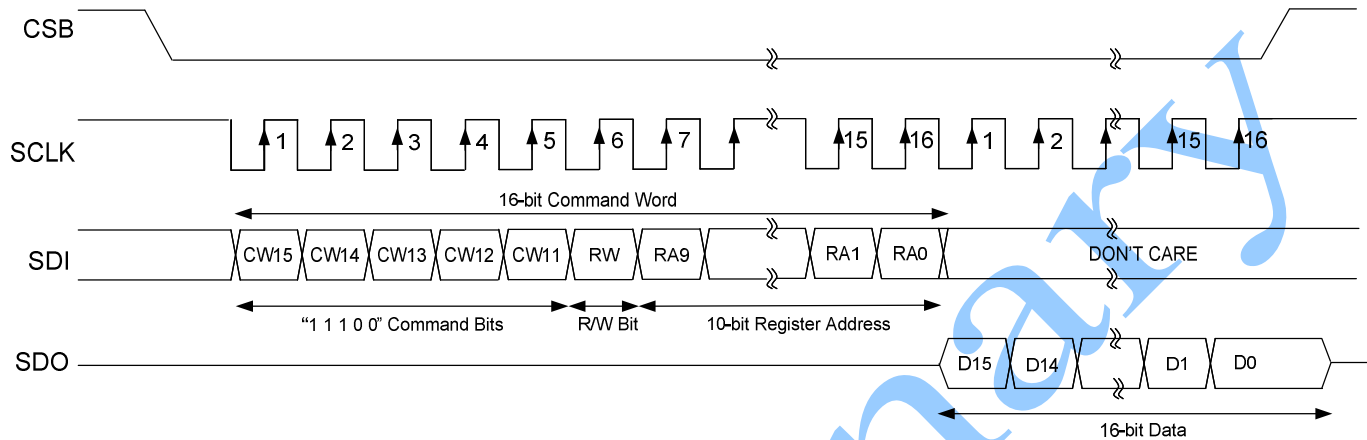 CSB
SCLK
1 2 3 4 5 6 7 15 16 1 2 15 16
16-bit Command Word
SDI
CW15 CW14 CW13 CW12 CW11 RW RA9 RA1 RA0 DON'T CARE
“1 1 1 0 0” Command Bits R/W Bit 10-bit Register Address
SDO
D15 D14 D1 D0
16-bit Data